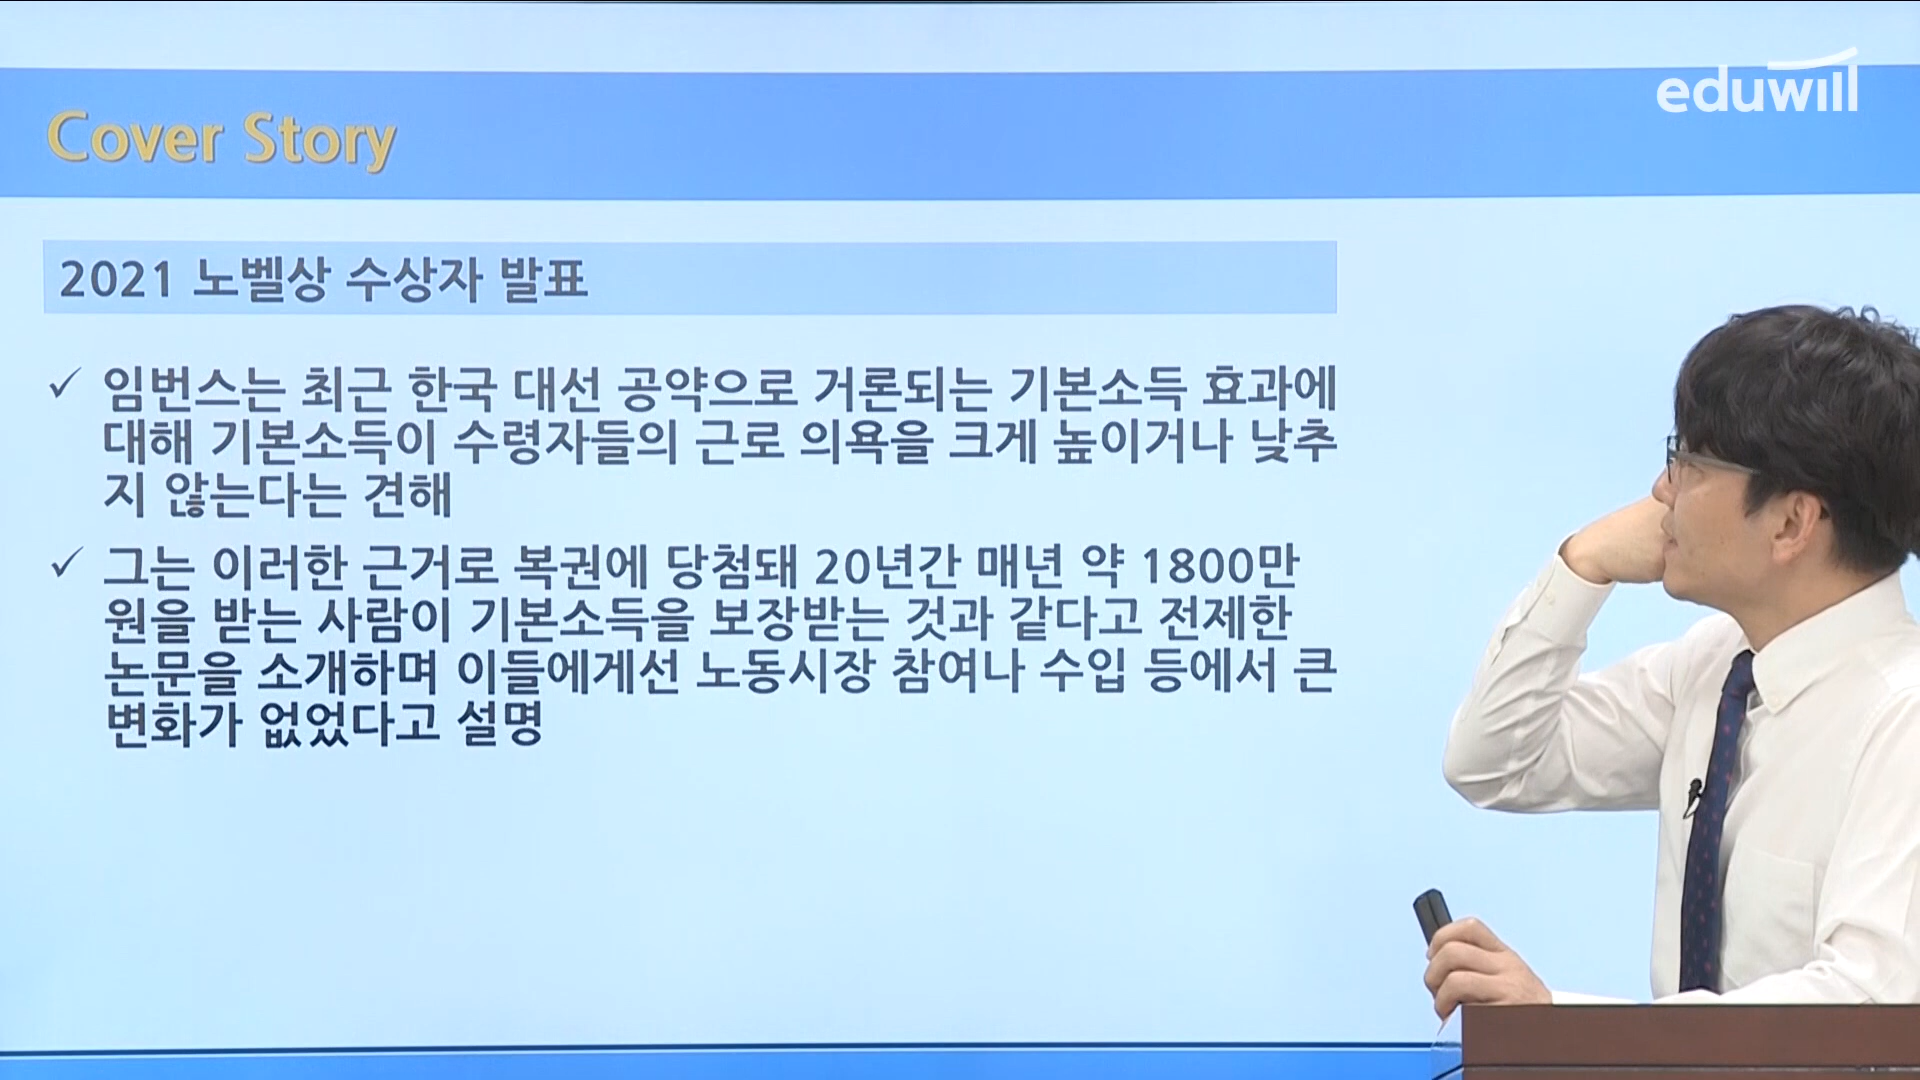 eduwill
Cover Story
2021 노벨상 수상자 발표
✓ 임번스는 최근 한국 대선 공약으로 거론되는 기본소득 효과에
대해 기본소득이 수령자들의 근로 의욕을 크게 높이거나 낮추
지 않는다는 견해
✓ 그는 이러한 근거로 복권에 당첨돼 20년간 매년 약 1800만
원을 받는 사람이 기본소득을 보장받는 것과 같다고 전제한
논문을 소개하며 이들에게선 노동시장 참여나 수입 등에서 큰
변화가 없었다고 설명